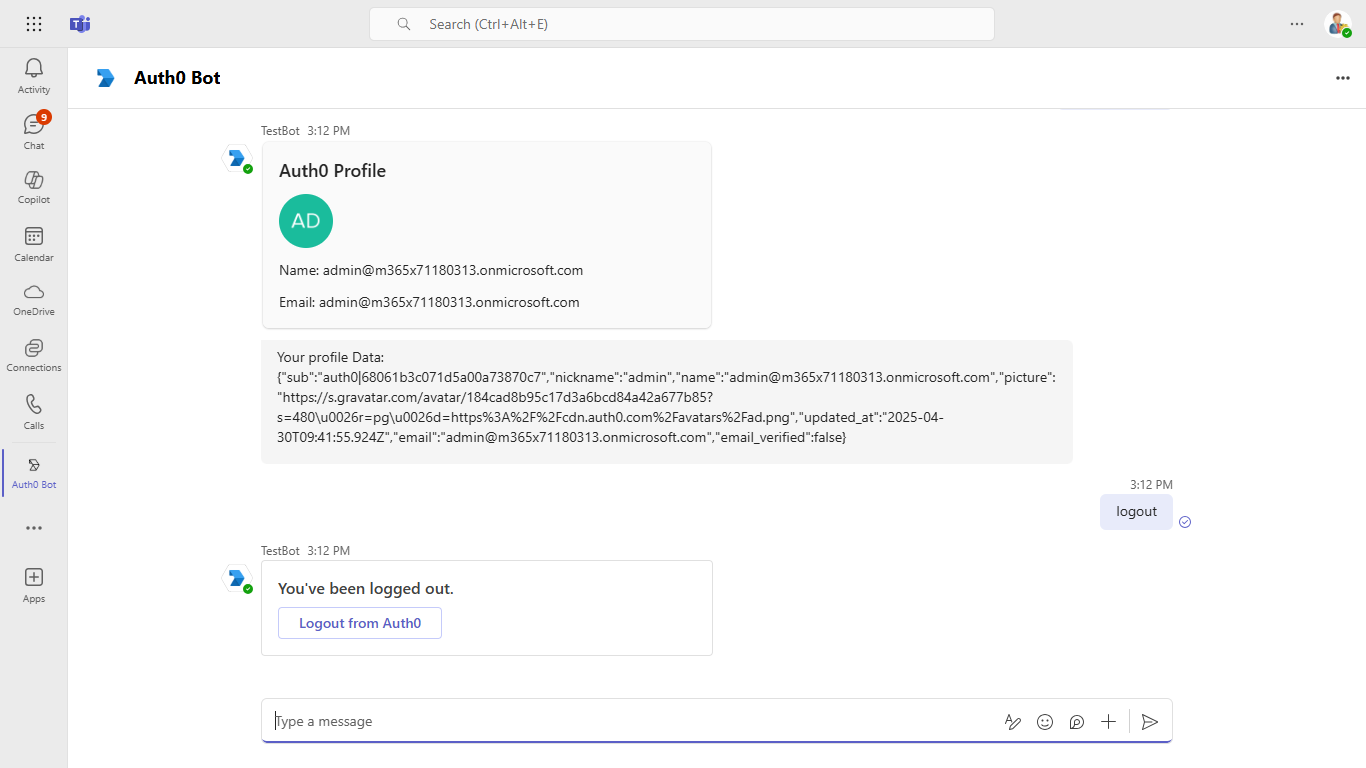 Search (Ctrl+Alt+E)
Activity
9
Chat
Copilot
Calendar
OneDrive
Connections
Calls
Auth0 Bot
Apps
Auth0 Bot
TestBot 3:12 PM
Auth0 Profile
AD
Name: admin@m365x71180313.onmicrosoft.com
Email: admin@m365x71180313.onmicrosoft.com
Your profile Data:
{"sub":"auth0|68061b3c071d5a00a73870c7","nickname":"admin","name":"admin@m365x71180313.onmicrosoft.com","picture":
"https://s.gravatar.com/avatar/184cad8b95c17d3a6bcd84a42a677b85?
s=480\u0026r=pg\u0026d=https%3A%2F%2Fcdn.auth0.com%2Favatars%2Fad.png","updated_at":"2025-04-
30T09:41:55.924Z","email":"admin@m365x71180313.onmicrosoft.com","email_verified":false}
3:12 PM
logout
TestBot 3:12 PM
You've been logged out.
Logout from Auth0
Type a message